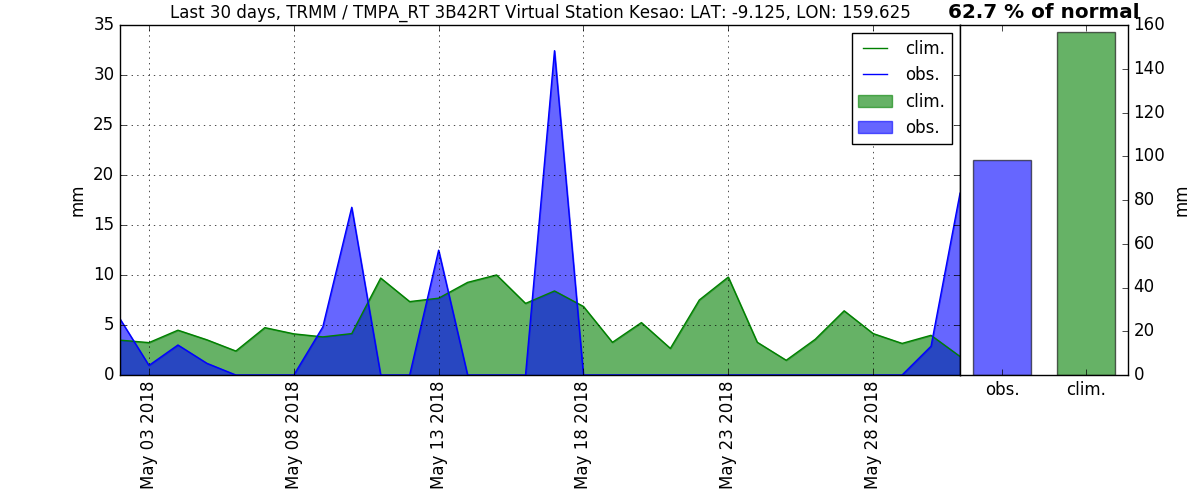 Last 30 days, TRMM / TMPA_RT 3B42RT Virtual Station Kesao: LAT: -9.125, LON: 159.625
62.7 % of normal
35
30
25
20
15
10
5
0
mm
clim.
obs.
clim.
obs.
May 03 2018
May 08 2018
May 13 2018
May 18 2018
May 23 2018
May 28 2018
160
140
120
100
80
60
40
20
0
mm
obs.
clim.